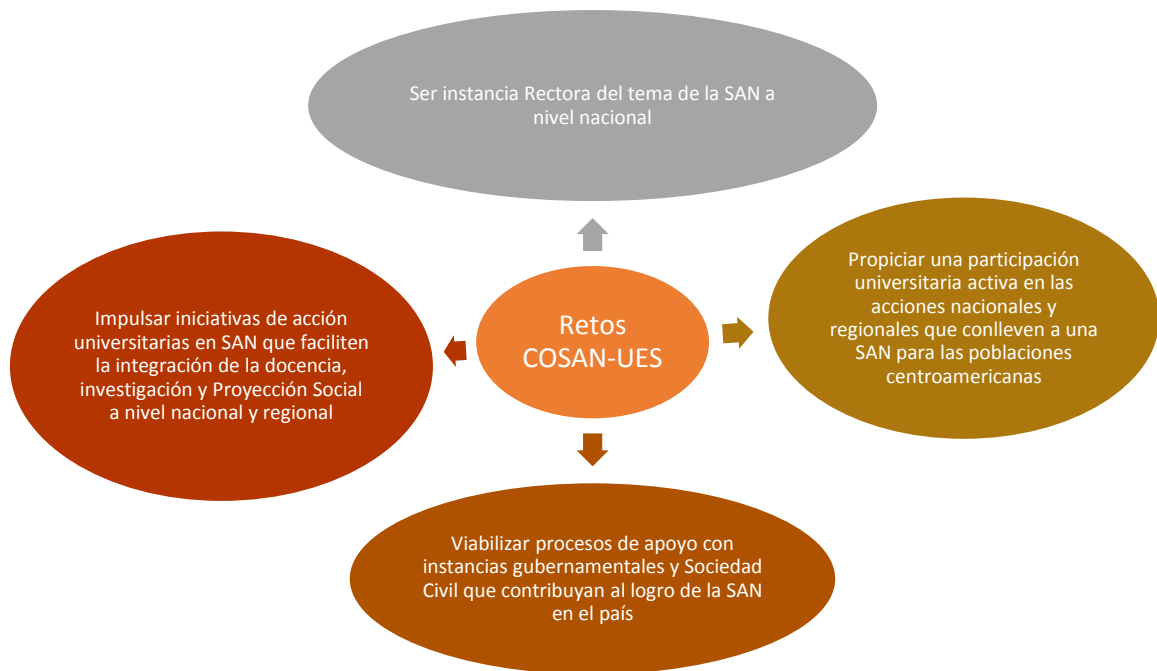 Ser instancia Rectora del tema de la SAN a
nivel nacional
Propiciar una participación
universitaria activa en las
acciones nacionales y
regionales que conlleven a una
SAN para las poblaciones
centroamericanas
Impulsar iniciativas de acción
universitarias en SAN que faciliten
la integración de la docencia,
investigación y Proyección Social
a nivel nacional y regional
Retos
COSAN-UES
Viabilizar procesos de apoyo con
instancias gubernamentales y Sociedad
Civil que contribuyan al logro de la SAN
en el país